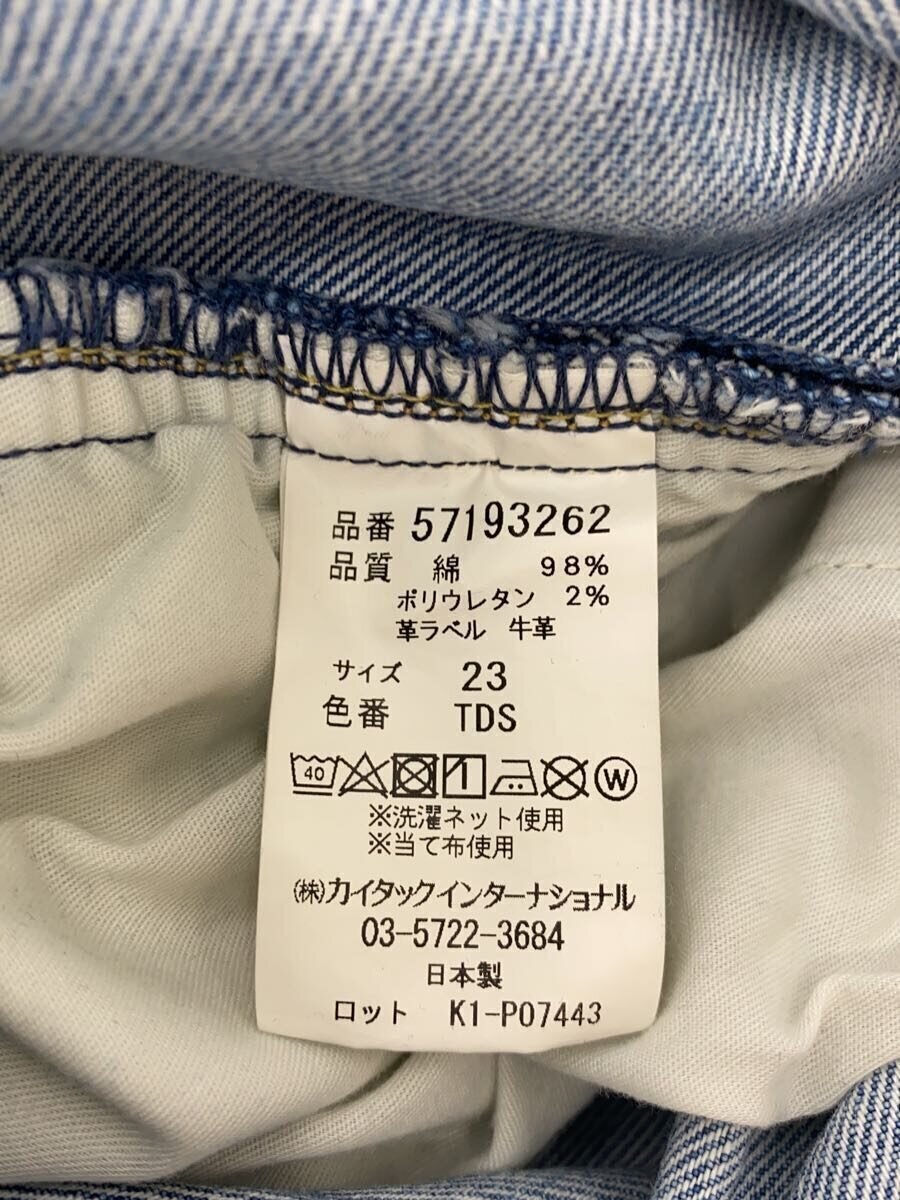 品番 57193262
品質 綿 98%
ポリウレタン 2%
革ラベル 牛革
サイズ 23
色番 TDS
40 W
※洗濯ネット使用
※当て布使用
㈱カイタックインターナショナル
03-5722-3684
日本製
ロット K1-P07443